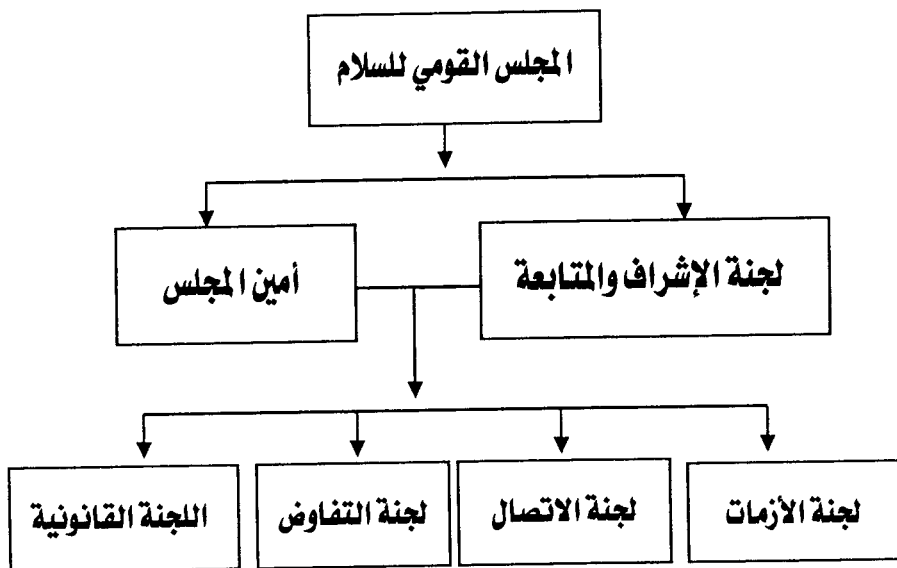 المجلس القومي للسلام
لجنة الإشراف والمتابعة
أمين المجلس
لجنة الأزمات
لجنة الاتصال
لجنة التفاوض
اللجنة القانونية